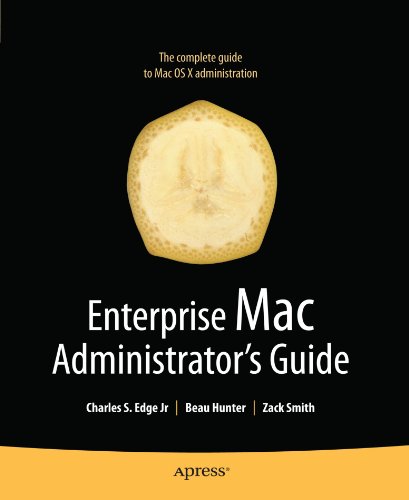 The complete guide
to Mac OS X administration
Enterprise Mac
Administrator's Guide
Charles S. Edge Jr | Beau Hunter | Zack Smith
Apress®